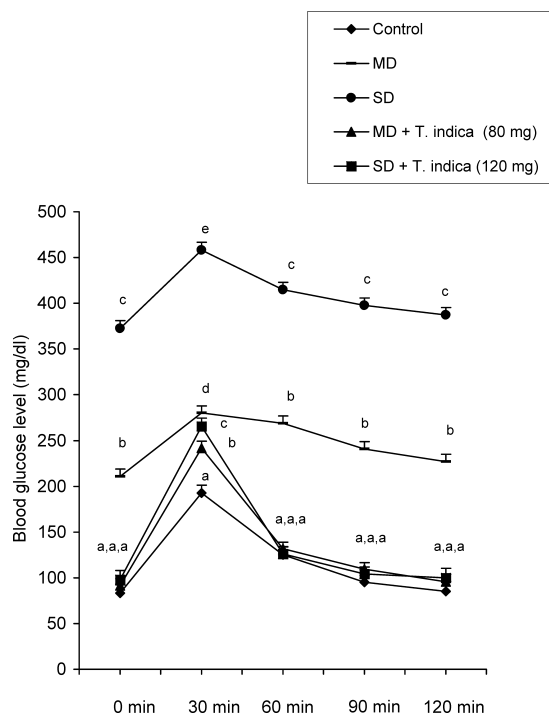 Control
MD
SD
MD + T. indica (80 mg)
SD + T. indica (120 mg)
500
450
400
350
300
250
200
150
100
50
0
Blood glucose level (mg/dl)
e
c
c
c
c
d
b
b
b
b
c
b
a
a,a,a
a,a,a
a,a,a
a,a,a
0 min
30 min
60 min
90 min
120 min